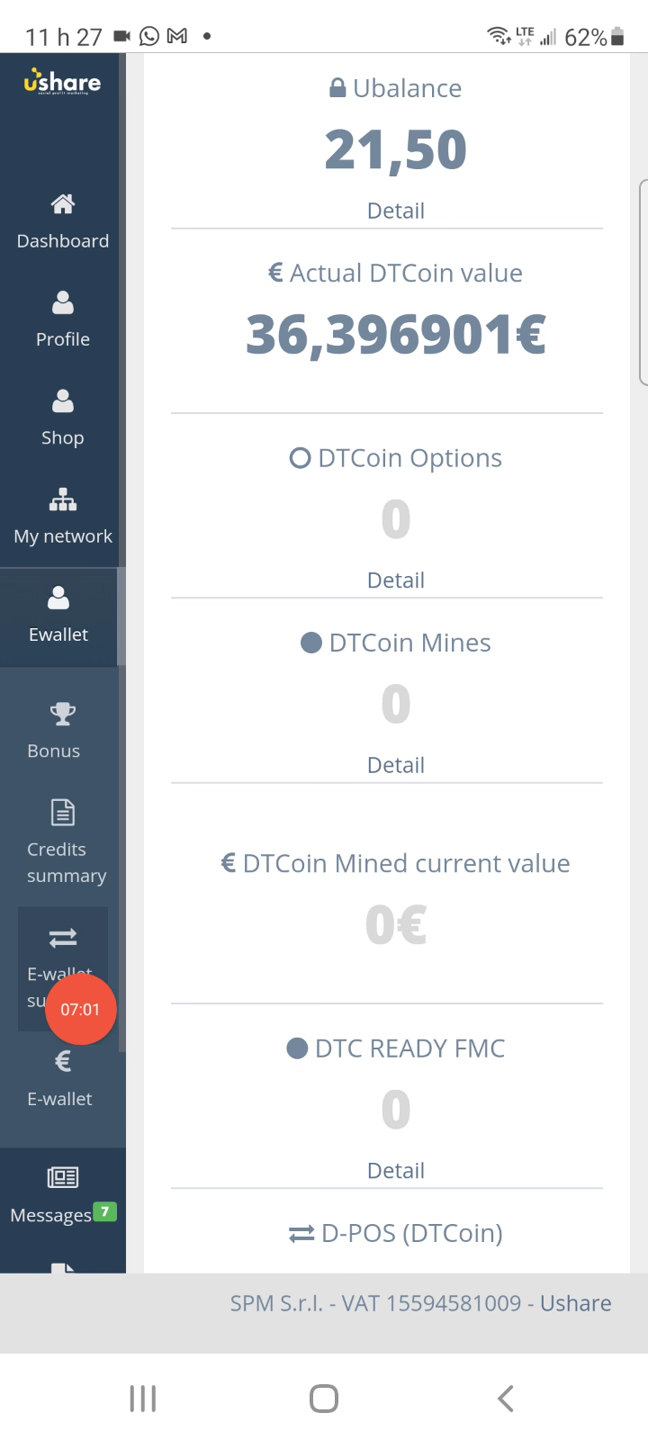 11 h 27
LTE
62%
ushare
Dashboard
Profile
Shop
My network
Ewallet
Bonus
Credits
summary
E-wallet
su
07:01
E-wallet
Messages 7
Ubalance
21,50
Detail
€ Actual DTCoin value
36,396901€
DTCoin Options
0
Detail
DTCoin Mines
0
Detail
€ DTCoin Mined current value
0€
DTC READY FMC
0
Detail
D-POS (DTCoin)
SPM S.r.l. - VAT 15594581009 - Ushare